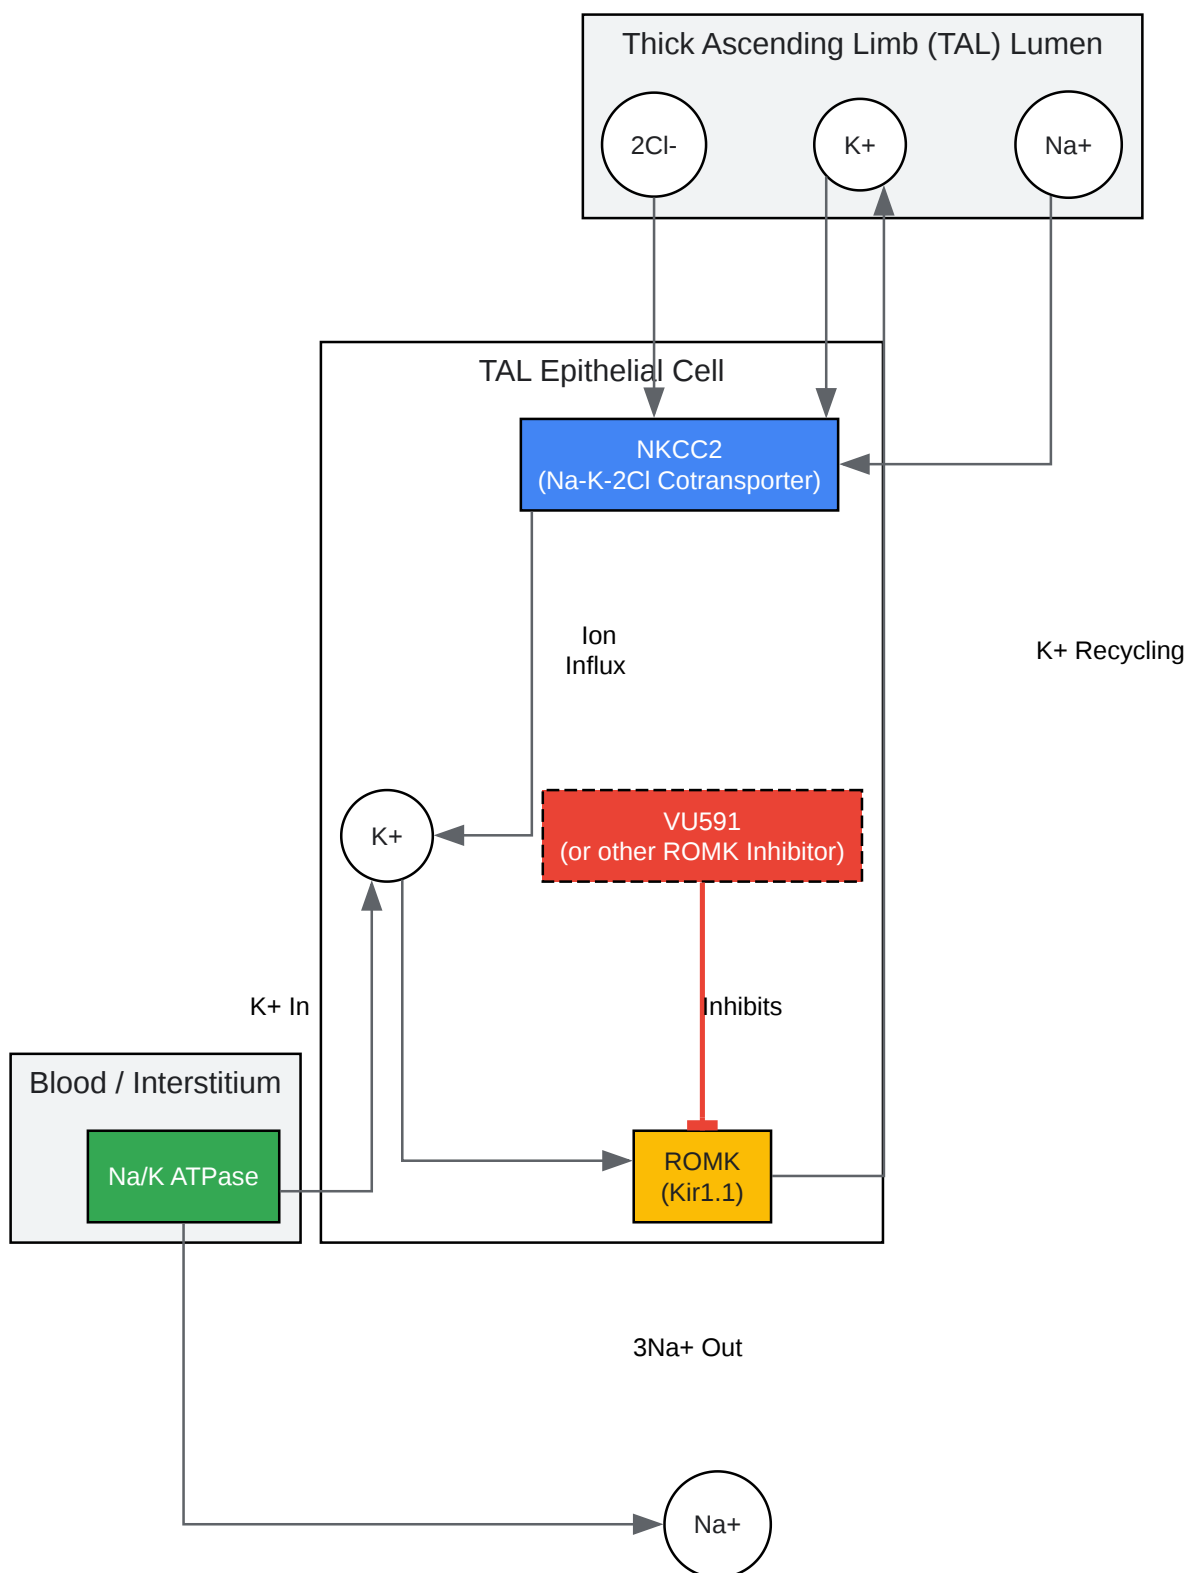 Thick Ascending Limb (TAL) Lumen
2Cl-
K+
Na+
TAL Epithelial Cell
NKCC2
(Na-K-2Cl Cotransporter)
Ion
Influx
K+ Recycling
K+
VU591
(or other ROMK Inhibitor)
K+ In
Inhibits
Blood / Interstitium
Na/K ATPase
ROMK
(Kir1.1)
3Na+ Out
Na+